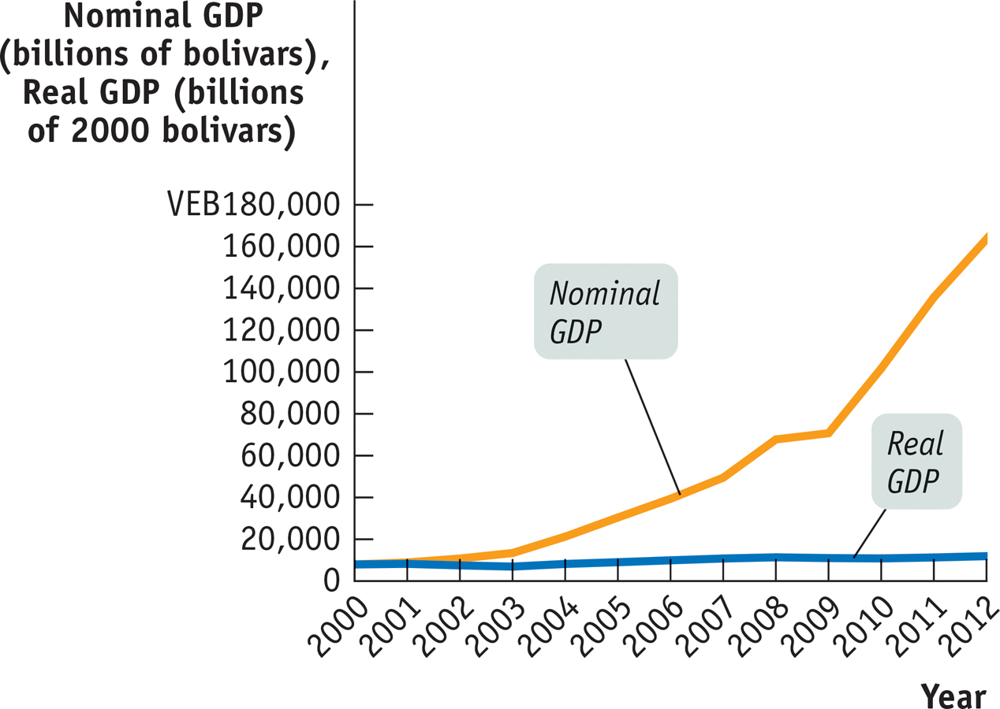 Nominal GDP
(billions of bolivars),
Real GDP (billions
of 2000 bolivars)
VEB180,000
160,000
140,000
120,000
100,000
80,000
60,000
40,000
20,000
0
Nominal
GDP
Real
GDP
2000
2001
2002
2003
2004
2005
2006
2007
2008
2009
2010
2011
2012
Year